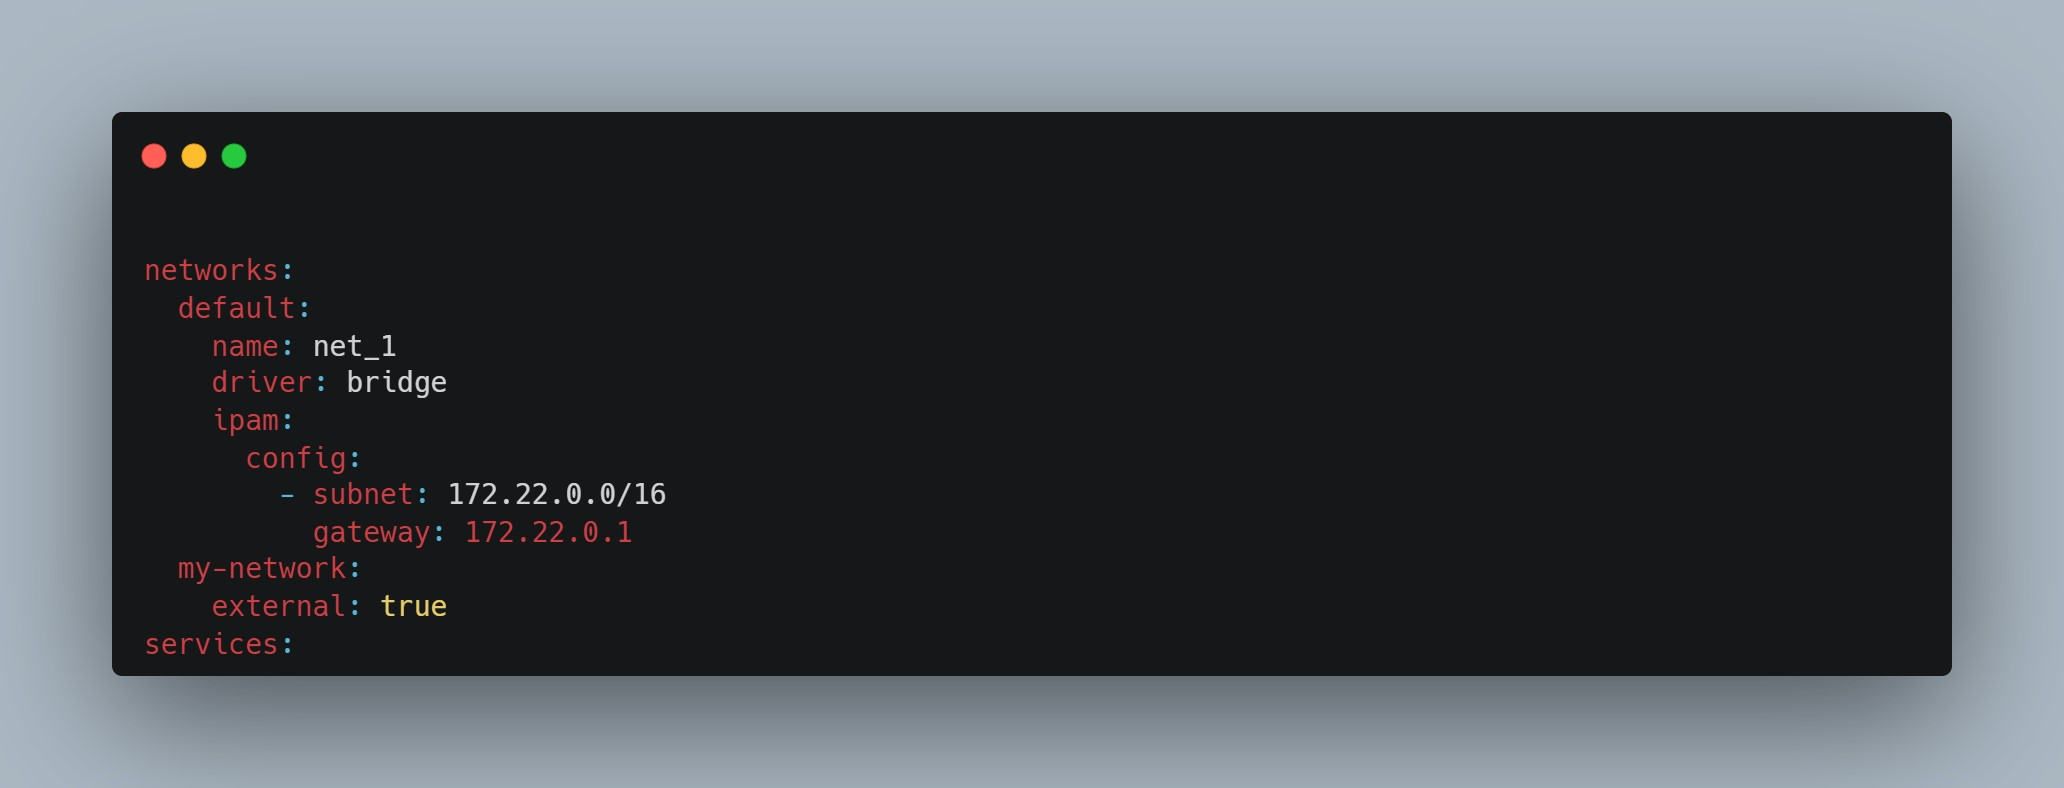 networks:
  default:
    name: net_1
    driver: bridge
    ipam:
      config:
        - subnet: 172.22.0.0/16
          gateway: 172.22.0.1
  my-network:
    external: true
services: